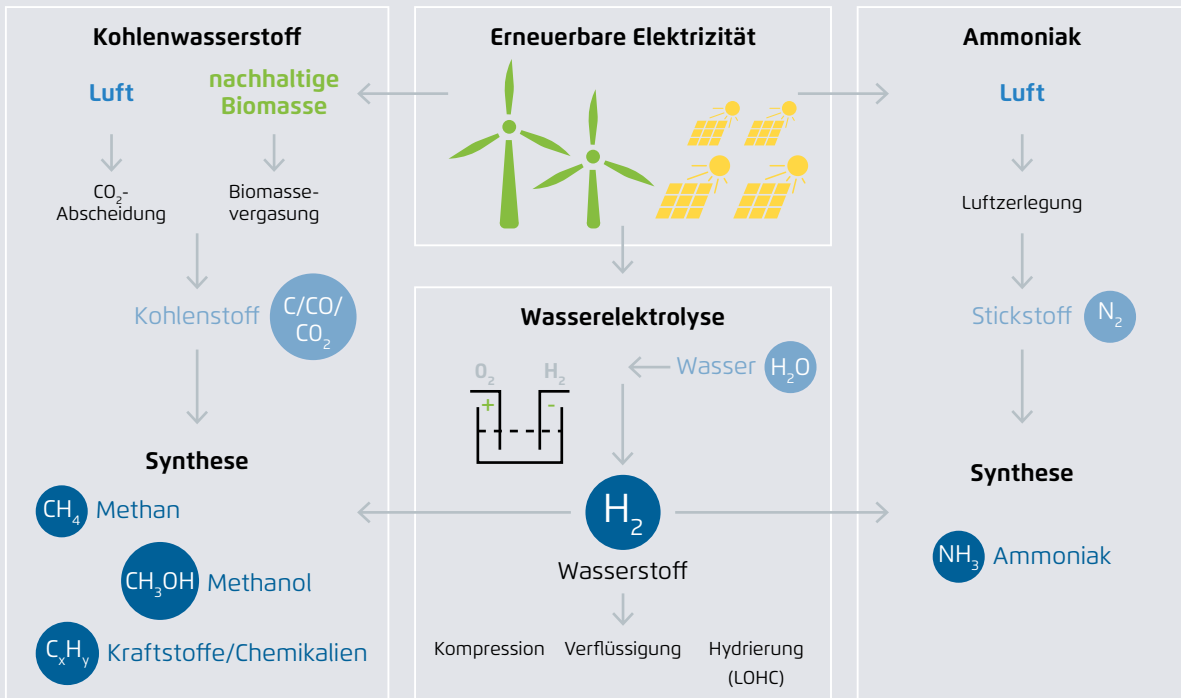 Kohlenwasserstoff
Luft
nachhaltige
Biomasse
CO₂-
Abscheidung
Biomasse-
vergasung
Kohlenstoff
C/CO/
CO₂
Synthese
CH₄ Methan
CH₃OH Methanol
CₓHᵧ Kraftstoffe/Chemikalien
Erneuerbare Elektrizität
Wasserelektrolyse
O₂ H₂
+ -
Wasser H₂O
H₂
Wasserstoff
Kompression
Verflüssigung
Hydrierung
(LOHC)
Ammoniak
Luft
Luftzerlegung
Stickstoff N₂
Synthese
NH₃ Ammoniak